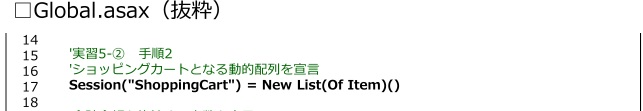 □Global.asax（抜粋）
14
15 '実習5-② 手順2
16 'ショッピングカートとなる動的配列を宣言
17 Session("ShoppingCart") = New List(Of Item)()
18